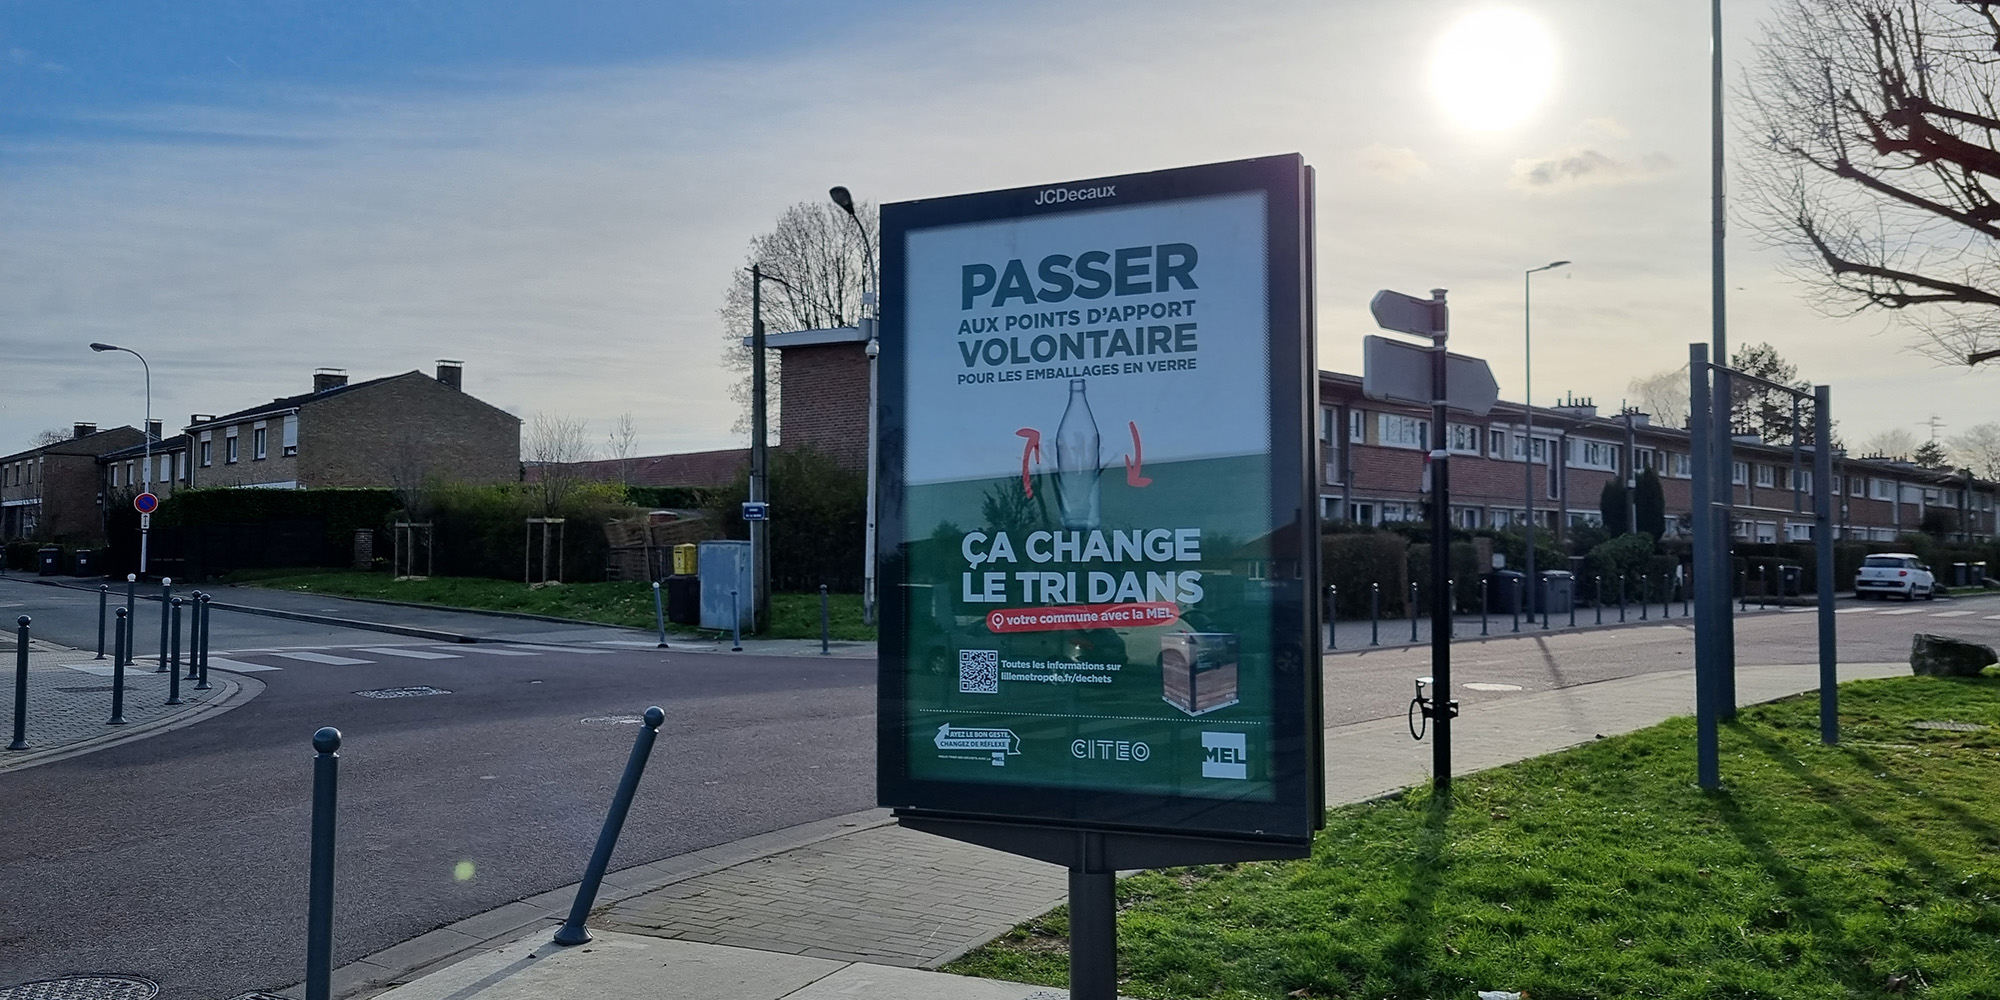 JCDecaux
PASSER
AUX POINTS D'APPORT
VOLONTAIRE
POUR LES EMBALLAGES EN VERRE
ÇA CHANGE
LE TRI DANS
votre commune avec la MEL
Toutes les informations sur
lillemetropole.fr/dechets
AYEZ LE BON GESTE,
CHANGEZ DE RÉFLEXE
MEL
CITEO
MEL